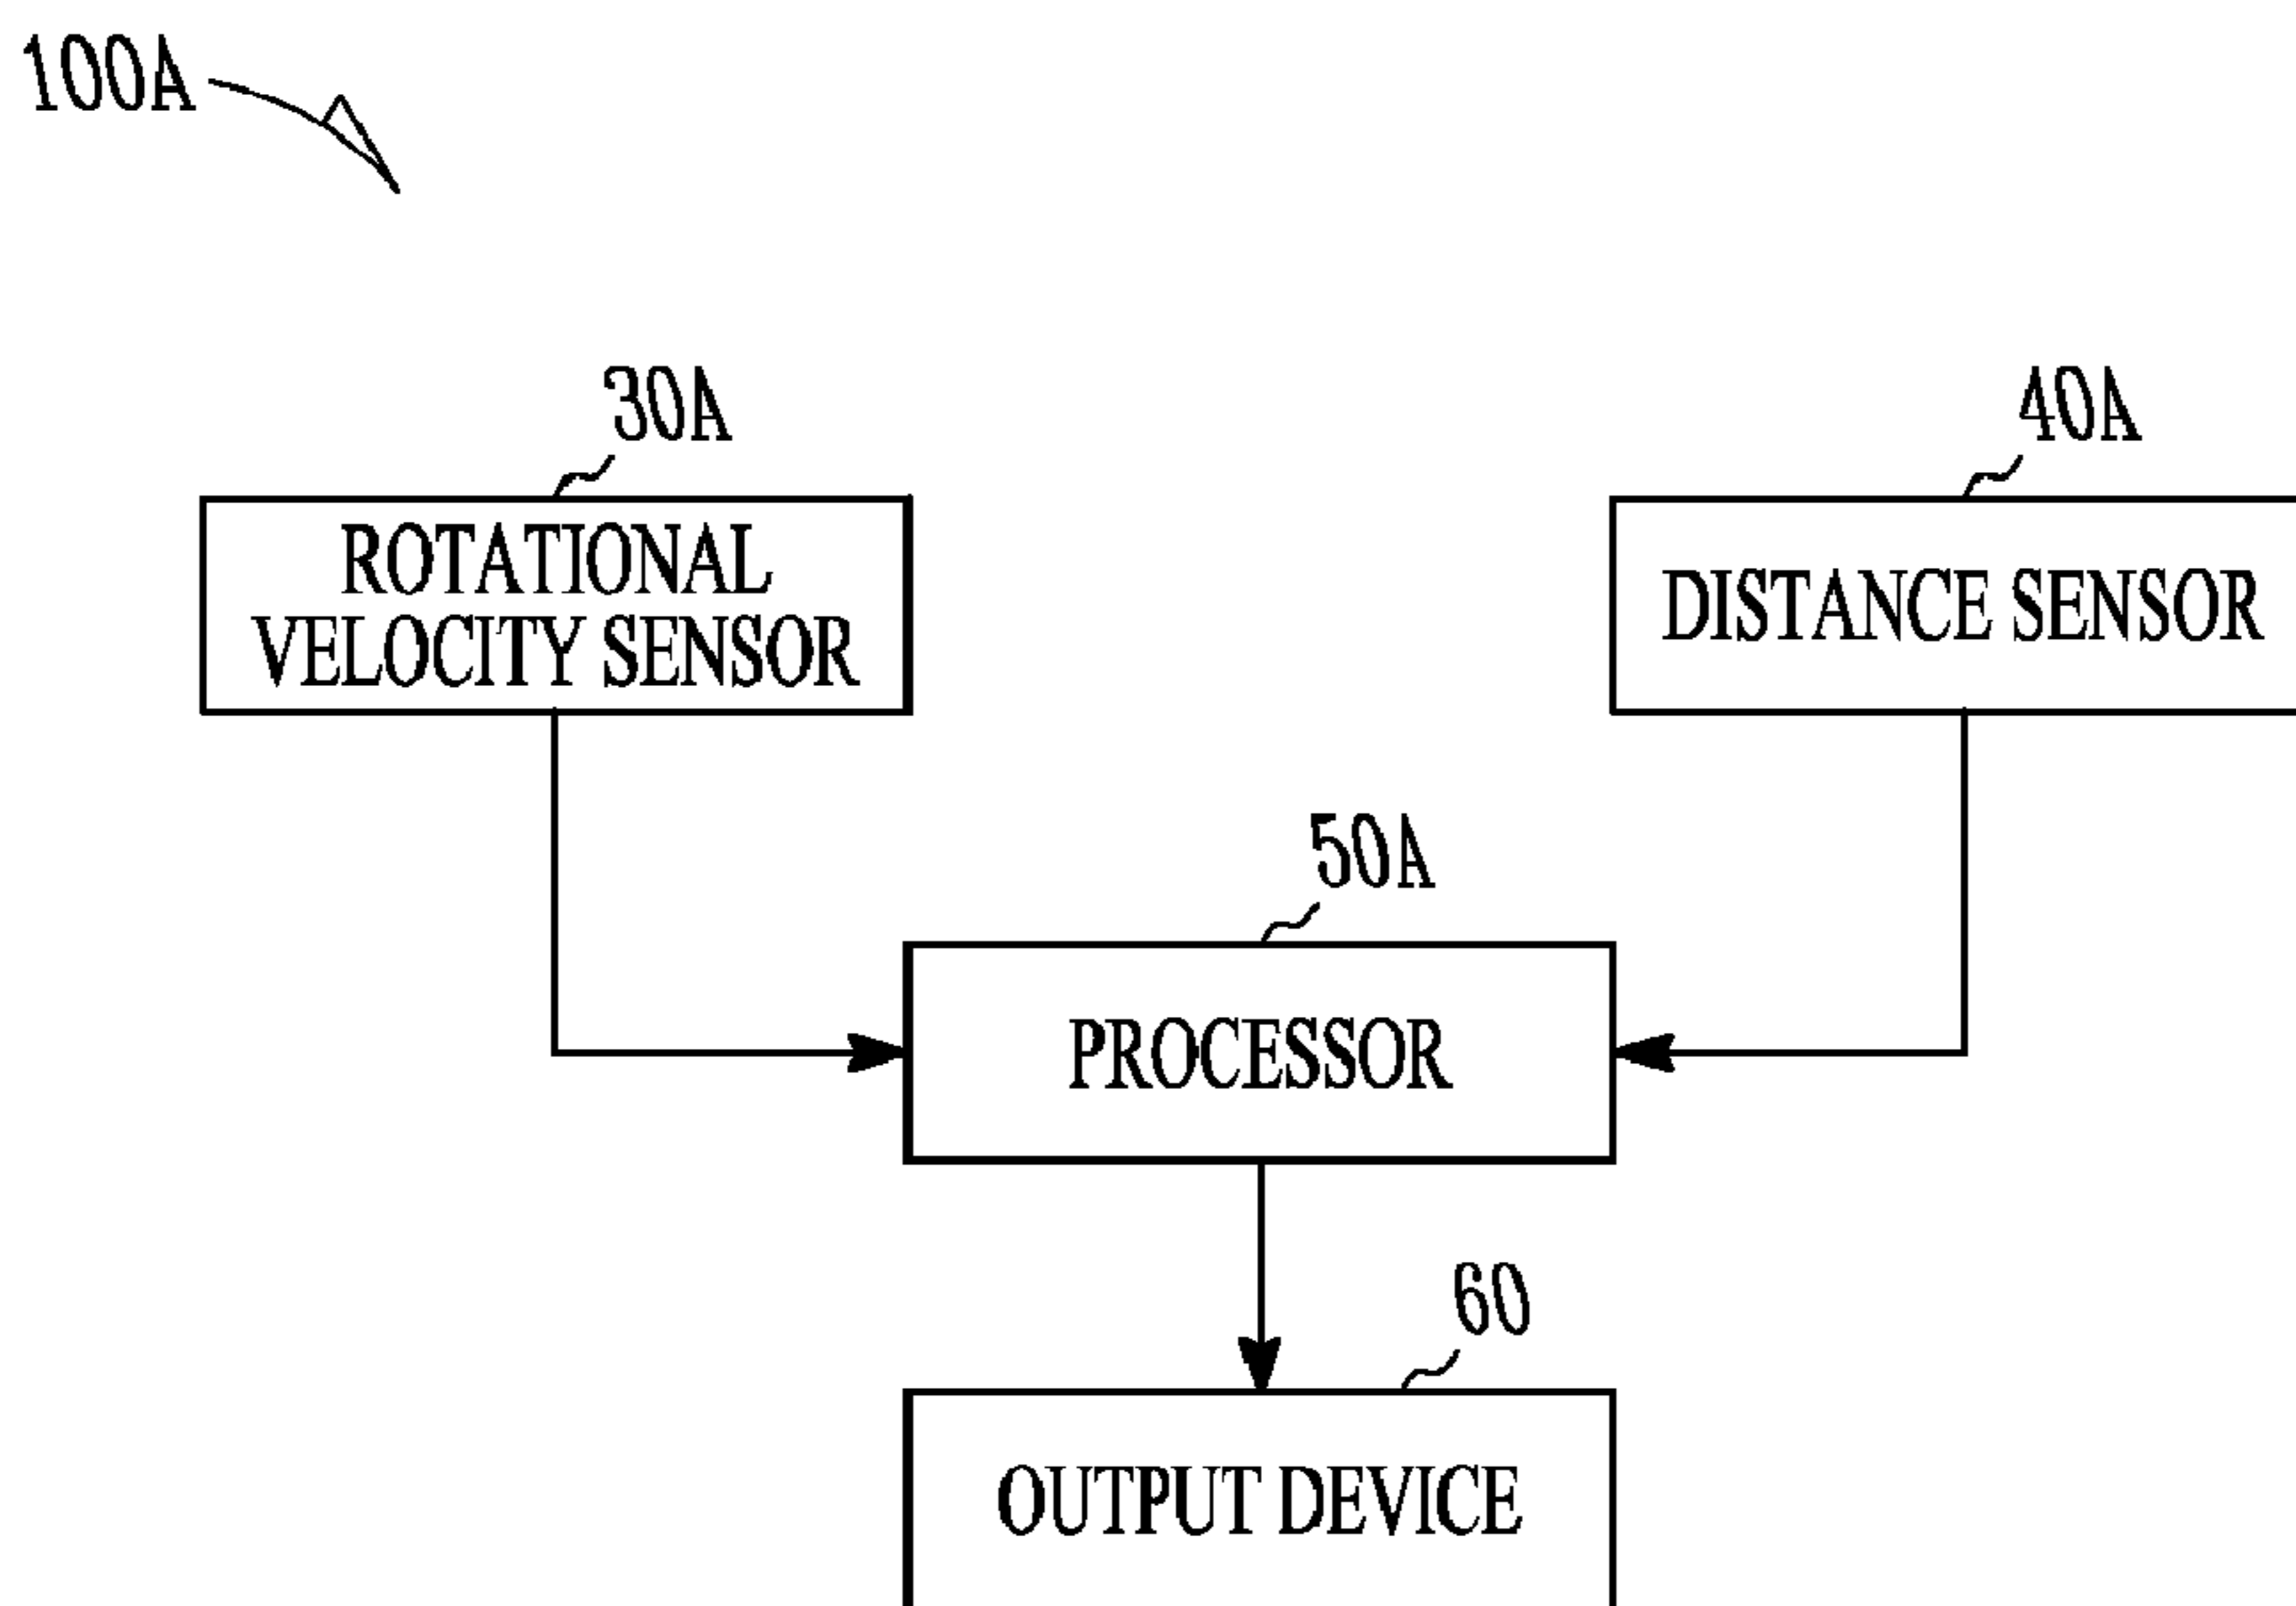 100A
30A
40A
ROTATIONAL
VELOCITY SENSOR
DISTANCE SENSOR
50A
PROCESSOR
60
OUTPUT DEVICE